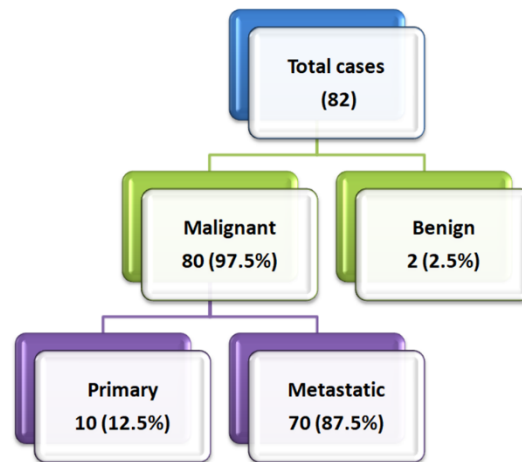 Total cases
(82)
Malignant
80 (97.5%)
Benign
2 (2.5%)
Primary
10 (12.5%)
Metastatic
70 (87.5%)